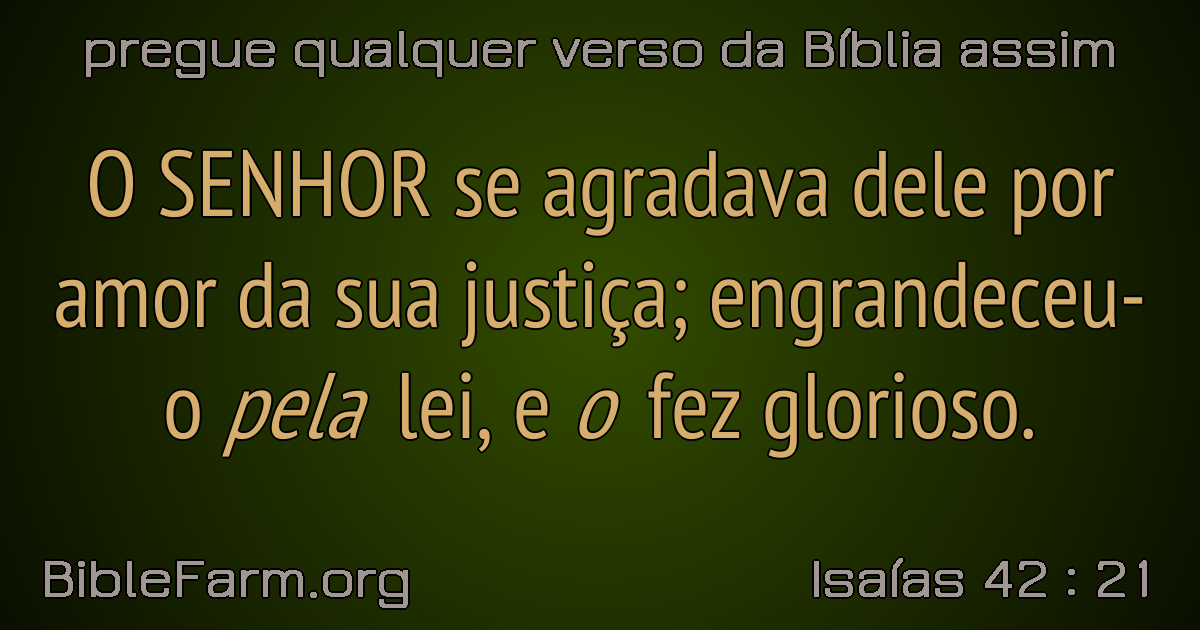 pregue qualquer verso da Bíblia assim
O SENHOR se agradava dele por
amor da sua justiça; engrandeceu-
o pela lei, e o fez glorioso.
BibleFarm.org
Isaías 42 : 21